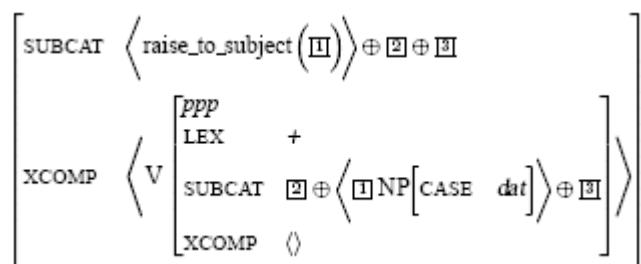 SUBCAT ⟨raise_to_subject(1)⟩ ⊕ 2 ⊕ 3
ppp
LEX +
XCOMP ⟨V
SUBCAT 2 ⊕ ⟨1 NP[CASE dat]⟩ ⊕ 3
XCOMP ⟨⟩
⟩